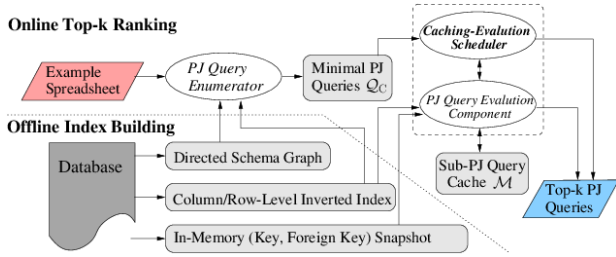 Online Top-k Ranking
Example
Spreadsheet
PJ Query
Enumerator
Minimal PJ
Queries 𝒬C
Caching-Evalution
Scheduler
PJ Query Evalution
Component
Sub-PJ Query
Cache ℳ
Top-k PJ
Queries
Offline Index Building
Database
Directed Schema Graph
Column/Row-Level Inverted Index
In-Memory (Key, Foreign Key) Snapshot